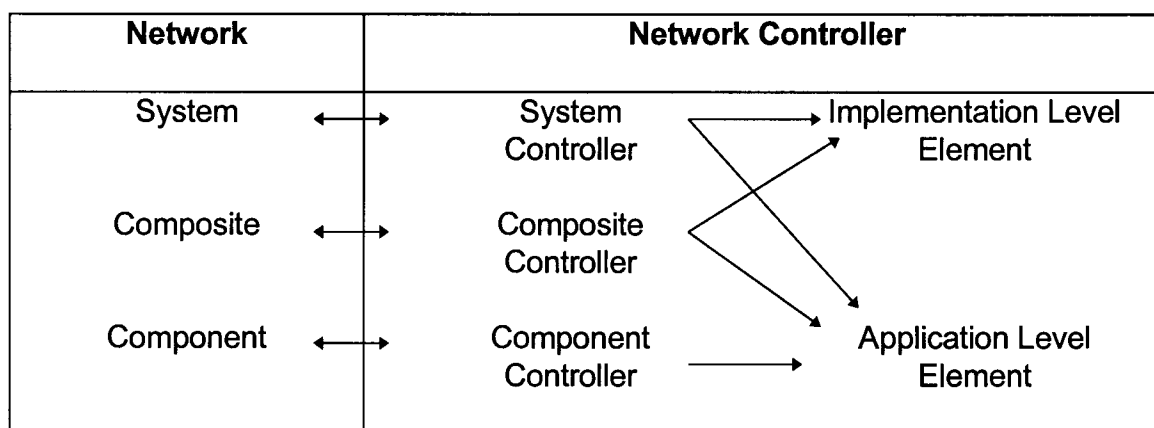 Network
Network Controller
System
System
Controller
Implementation Level
Element
Composite
Composite
Controller
Component
Component
Controller
Application Level
Element